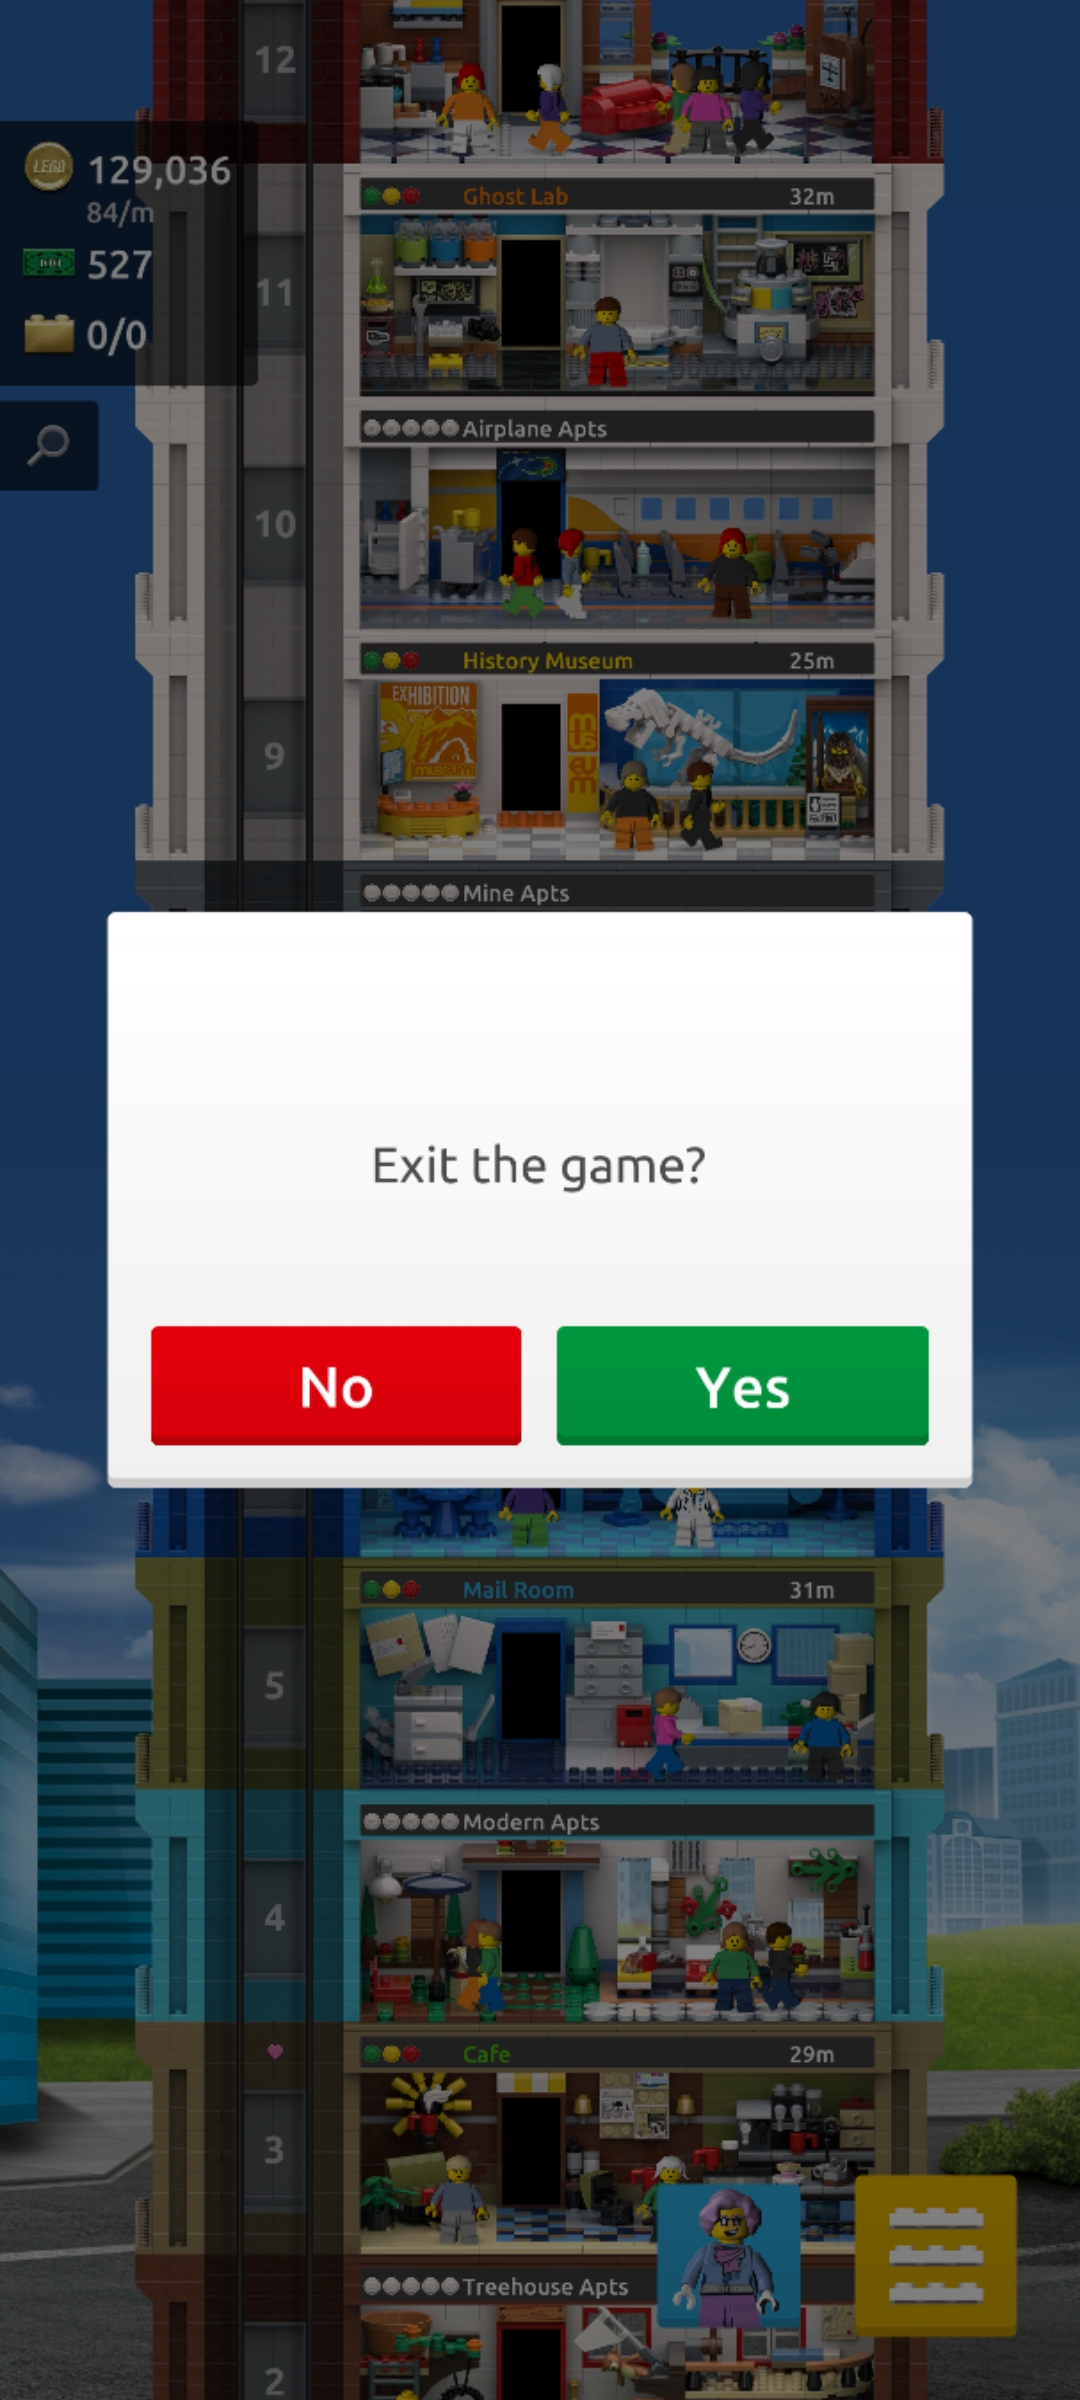 12
LEGO 129,036
84/m
527
0/0
Ghost Lab 32m
11
Airplane Apts
10
History Museum 25m
EXHIBITION
MUSEUM
9
Mine Apts
Exit the game?
No Yes
Mail Room 31m
5
Modern Apts
4
Cafe 29m
3
Treehouse Apts
2